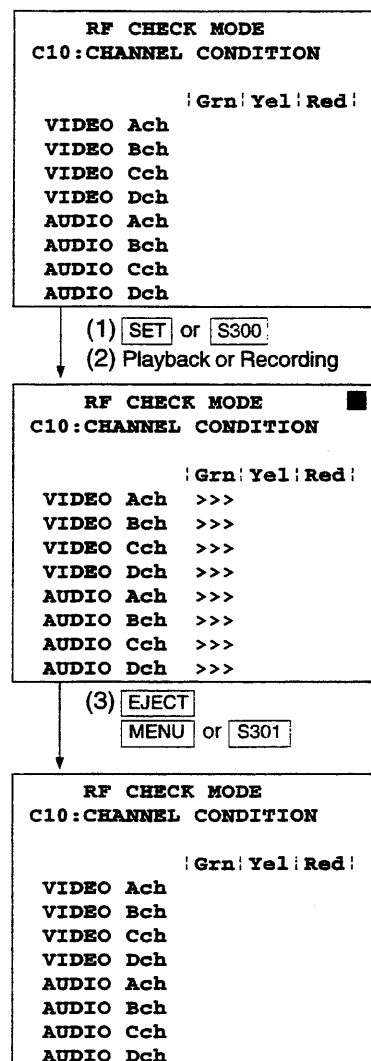 RF CHECK MODE
C10:CHANNEL CONDITION
¦Grn¦Yel¦Red¦
VIDEO Ach
VIDEO Bch
VIDEO Cch
VIDEO Dch
AUDIO Ach
AUDIO Bch
AUDIO Cch
AUDIO Dch
(1) SET or S300
(2) Playback or Recording
RF CHECK MODE
C10:CHANNEL CONDITION
¦Grn¦Yel¦Red¦
VIDEO Ach >>>
VIDEO Bch >>>
VIDEO Cch >>>
VIDEO Dch >>>
AUDIO Ach >>>
AUDIO Bch >>>
AUDIO Cch >>>
AUDIO Dch >>>
(3) EJECT
MENU or S301
RF CHECK MODE
C10:CHANNEL CONDITION
¦Grn¦Yel¦Red¦
VIDEO Ach
VIDEO Bch
VIDEO Cch
VIDEO Dch
AUDIO Ach
AUDIO Bch
AUDIO Cch
AUDIO Dch